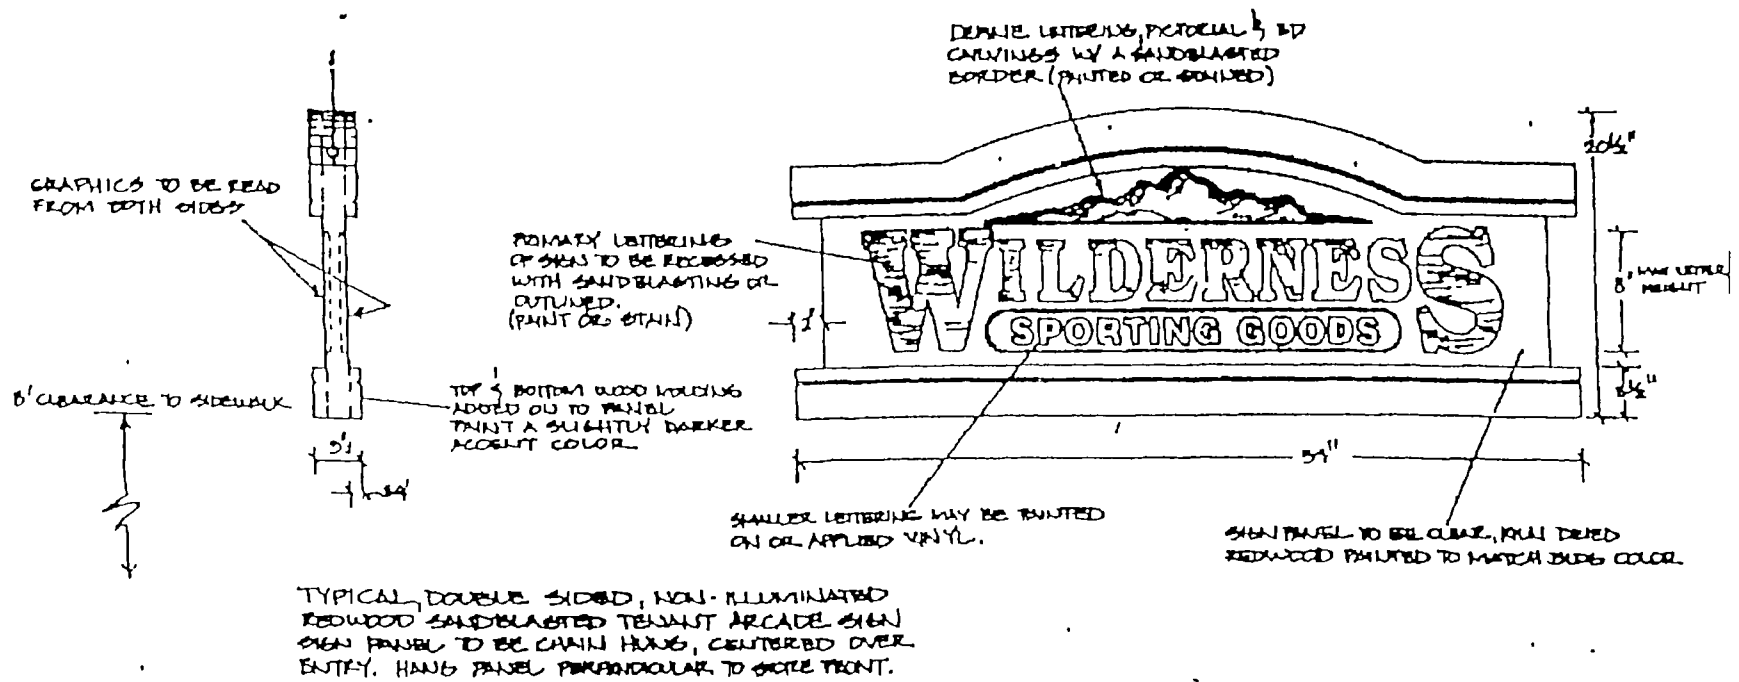 DEFINE LETTERING, PICTORIAL & 3D
CARVINGS W/ A SANDBLASTED
BORDER (PAINTED OR STAINED)
20½"
GRAPHICS TO BE READ
FROM BOTH SIDES
PRIMARY LETTERING
OF SIGN TO BE RECESSED
WITH SANDBLASTING OR
OUTLINED.
(PAINT OR STAIN)
WILDERNESS
SPORTING GOODS
MAX LETTER
HEIGHT
8' CLEARANCE TO SIDEWALK
TOP & BOTTOM WOOD MOLDING
ADDED ON TO PANEL
PAINT A SLIGHTLY DARKER
ACCENT COLOR
54"
SMALLER LETTERING MAY BE PAINTED
ON OR APPLIED VINYL.
SIGN PANEL TO BE CLEAR, KILN DRIED
REDWOOD PAINTED TO MATCH BLDG COLOR
TYPICAL, DOUBLE SIDED, NON-ILLUMINATED
REDWOOD SANDBLASTED TENANT ARCADE SIGN
SIGN PANEL TO BE CHAIN HUNG, CENTERED OVER
ENTRY. HANG PANEL PERPENDICULAR TO STORE FRONT.